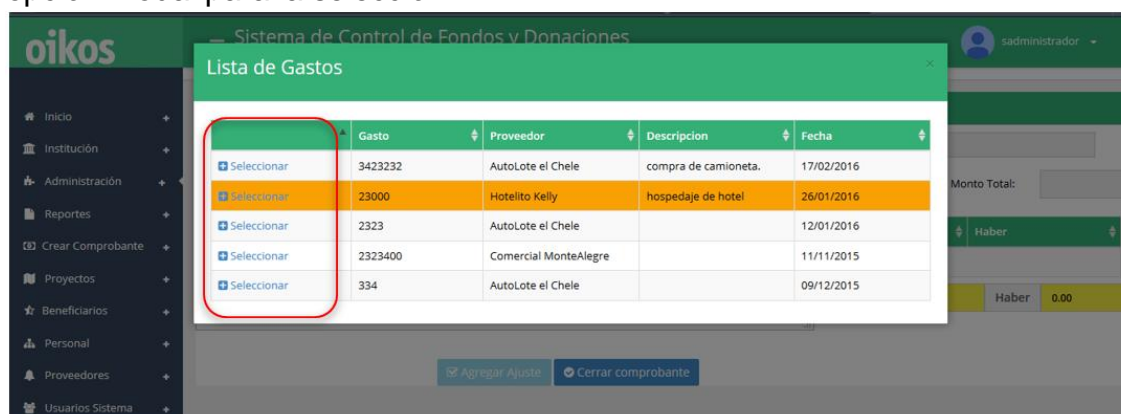 oikos
Sistema de Control de Fondos y Donaciones
sadministrador
Lista de Gastos
×
Inicio +
Institución +
Administración +
Reportes +
Crear Comprobante +
Proyectos +
Beneficiarios +
Personal +
Proveedores +
Usuarios Sistema +
Gasto Proveedor Descripcion Fecha
Seleccionar 3423232 AutoLote el Chele compra de camioneta. 17/02/2016
Seleccionar 23000 Hotelito Kelly hospedaje de hotel 26/01/2016
Seleccionar 2323 AutoLote el Chele 12/01/2016
Seleccionar 2323400 Comercial MonteAlegre 11/11/2015
Seleccionar 334 AutoLote el Chele 09/12/2015
Monto Total:
Haber
Haber 0.00
Agregar Ajuste Cerrar comprobante